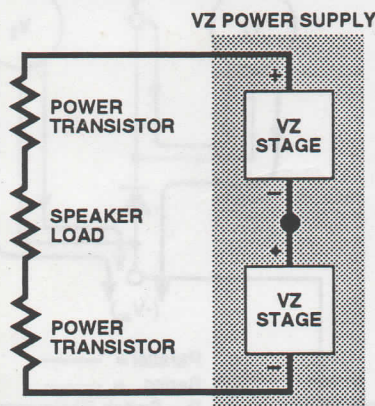 VZ POWER SUPPLY
+
POWER
TRANSISTOR
VZ
STAGE
−
SPEAKER
LOAD
+
POWER
TRANSISTOR
VZ
STAGE
−